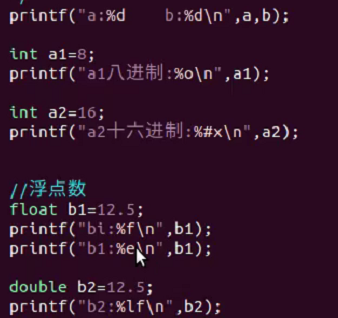 printf("a:%d    b:%d\n",a,b);
int a1=8;
printf("a1八进制:%o\n",a1);
int a2=16;
printf("a2十六进制:%#x\n",a2);
//浮点数
float b1=12.5;
printf("bi:%f\n",b1);
printf("b1:%e\n",b1);
double b2=12.5;
printf("b2:%lf\n",b2);